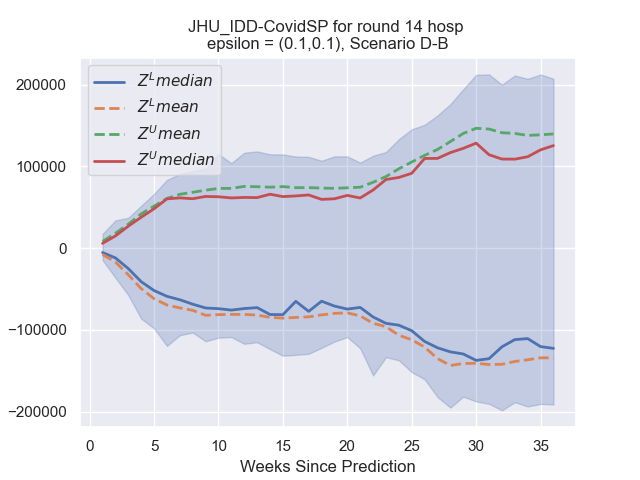 JHU_IDD-CovidSP for round 14 hosp
epsilon = (0.1,0.1), Scenario D-B
Z^L median
Z^L mean
Z^U mean
Z^U median
200000
100000
0
−100000
−200000
0 5 10 15 20 25 30 35
Weeks Since Prediction